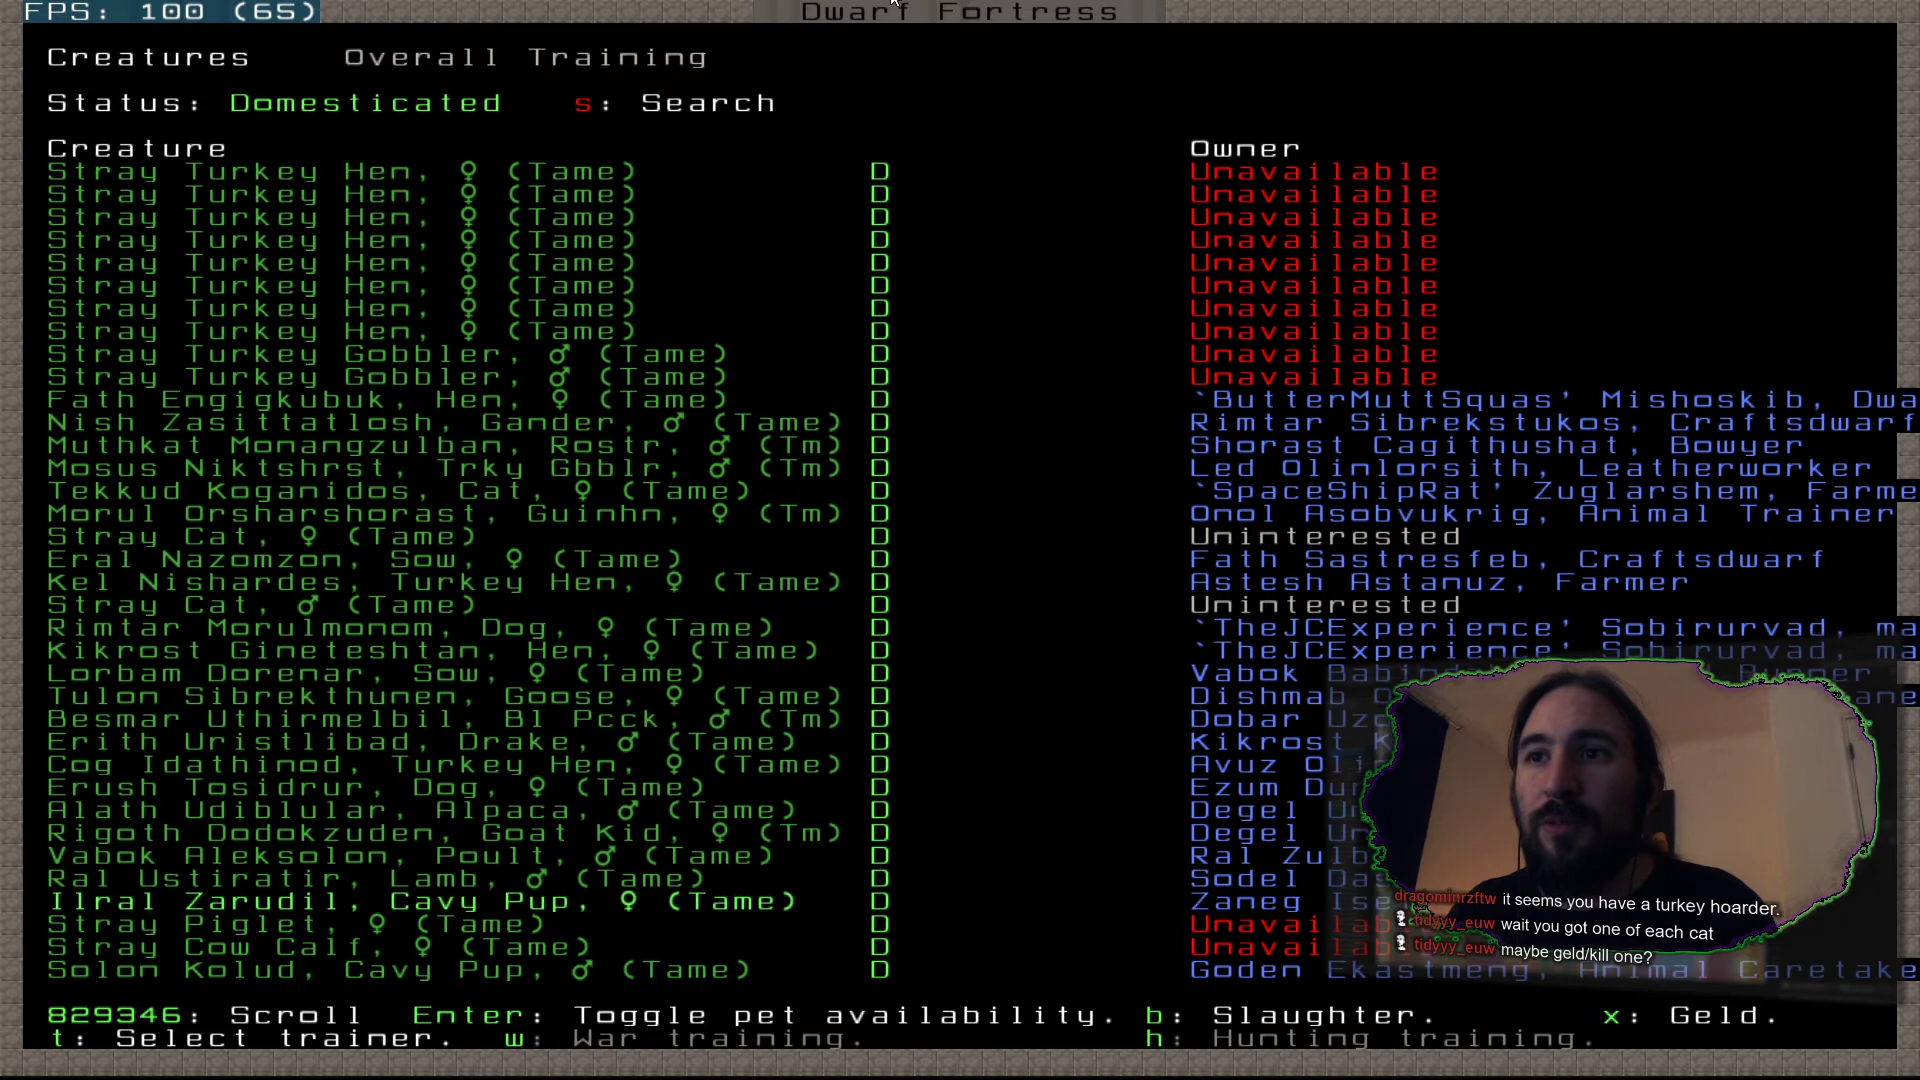 FPS: 100 (65)
Dwarf Fortress
Creatures Overall Training
Status: Domesticated s: Search
Creature Owner
Stray Turkey Hen, ♀ (Tame) D Unavailable
Stray Turkey Hen, ♀ (Tame) D Unavailable
Stray Turkey Hen, ♀ (Tame) D Unavailable
Stray Turkey Hen, ♀ (Tame) D Unavailable
Stray Turkey Hen, ♀ (Tame) D Unavailable
Stray Turkey Hen, ♀ (Tame) D Unavailable
Stray Turkey Hen, ♀ (Tame) D Unavailable
Stray Turkey Hen, ♀ (Tame) D Unavailable
Stray Turkey Gobbler, ♂ (Tame) D Unavailable
Stray Turkey Gobbler, ♂ (Tame) D Unavailable
Fath Engigkubuk, Hen, ♀ (Tame) D `ButterMuttSquas' Mishoskib, Dwa
Nish Zasittatlosh, Gander, ♂ (Tame) D Rimtar Sibrekstukos, Craftsdwarf
Muthkat Monangzulban, Rostr, ♂ (Tm) D Shorast Cagithushat, Bowyer
Mosus Niktshrst, Trky Gbblr, ♂ (Tm) D Led Olinlorsith, Leatherworker
Tekkud Koganidos, Cat, ♀ (Tame) D `SpaceShipRat' Zuglarshem, Farme
Morul Orsharshorast, Guinhn, ♀ (Tm) D Onol Asobvukrig, Animal Trainer
Stray Cat, ♀ (Tame) D Uninterested
Eral Nazomzon, Sow, ♀ (Tame) D Fath Sastresfeb, Craftsdwarf
Kel Nishardes, Turkey Hen, ♀ (Tame) D Astesh Astanuz, Farmer
Stray Cat, ♂ (Tame) D Uninterested
Rimtar Morulmonom, Dog, ♀ (Tame) D `TheJCExperience' Sobirurvad, ma
Kikrost Gineteshtan, Hen, ♀ (Tame) D `TheJCExperience' Sobirurvad, ma
Lorbam Dorenar, Sow, ♀ (Tame) D Vabok
Tulon Sibrekthunen, Goose, ♀ (Tame) D Dishmab
Besmar Uthirmelbil, Bl Pcck, ♂ (Tm) D Dobar
Erith Uristlibad, Drake, ♂ (Tame) D Kikrost
Cog Idathinod, Turkey Hen, ♀ (Tame) D Avuz
Erush Tosidrur, Dog, ♀ (Tame) D Ezum
Alath Udiblular, Alpaca, ♂ (Tame) D Degel
Rigoth Dodokzuden, Goat Kid, ♀ (Tm) D Degel
Vabok Aleksolon, Poult, ♂ (Tame) D Ral
Ral Ustiratir, Lamb, ♂ (Tame) D Sodel
Ilral Zarudil, Cavy Pup, ♀ (Tame) D Zaneg
Stray Piglet, ♀ (Tame) D
Stray Cow Calf, ♀ (Tame) D
Solon Kolud, Cavy Pup, ♂ (Tame) D Goden Ekastmeng, Animal Caretake
dragominrzftw it seems you have a turkey hoarder.
tidyyy_euw wait you got one of each cat
tidyyy_euw maybe geld/kill one?
829346: Scroll Enter: Toggle pet availability. b: Slaughter. x: Geld.
t: Select trainer. w: War training. h: Hunting training.